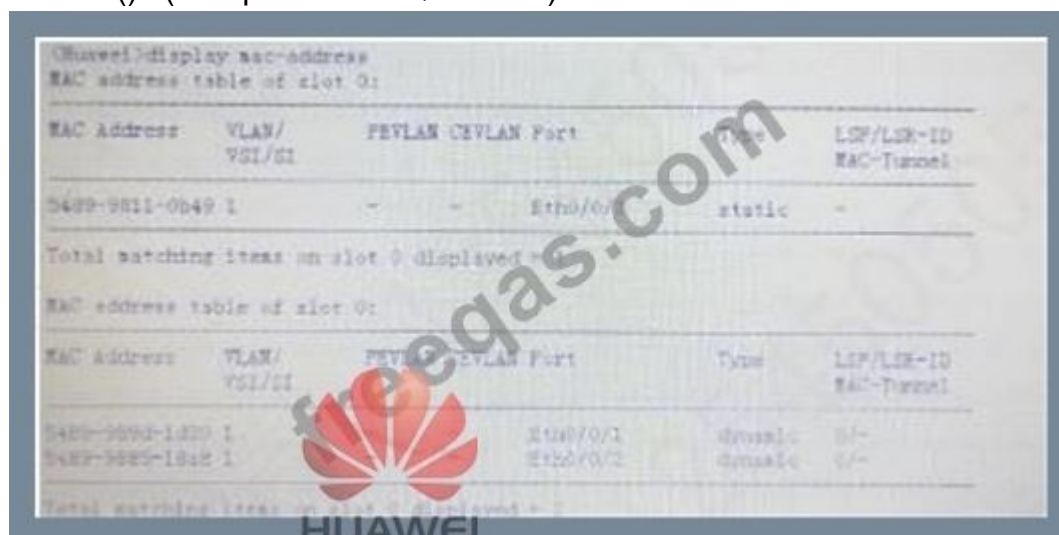 <Huawei>display mac-address
MAC address table of slot 0:
MAC Address VLAN/ PEVLAN CEVLAN Port Type LSP/LSR-ID
VSI/SI MAC-Tunnel
5489-9811-0b49 1 - - static -
Total matching items on slot 0 displayed =
MAC address table of slot 0:
MAC Address VLAN/ PEVLAN CEVLAN Port Type LSP/LSR-ID
VSI/SI MAC-Tunnel
1 Eth0/0/1 dynamic 0/-
1 - - Eth0/0/2 dynamic 0/-
Total matching items on slot 0 displayed = 2
freeqas.com
HUAWEI